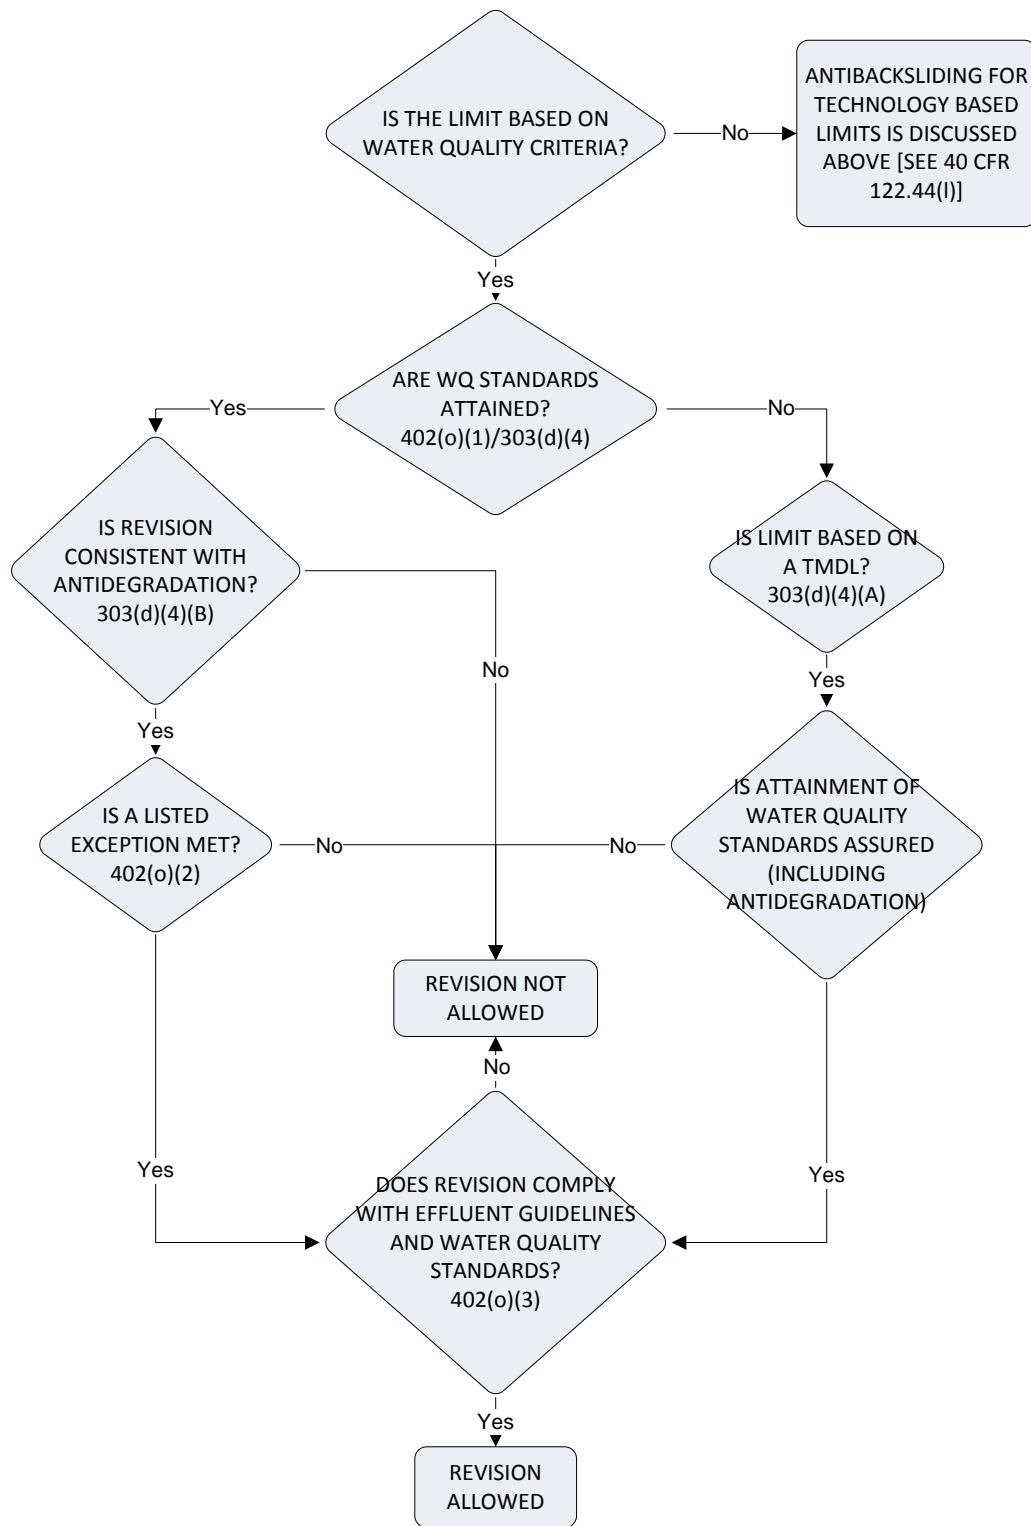 IS THE LIMIT BASED ON
WATER QUALITY CRITERIA?
No
ANTIBACKSLIDING FOR
TECHNOLOGY BASED
LIMITS IS DISCUSSED
ABOVE [SEE 40 CFR
122.44(l)]
Yes
ARE WQ STANDARDS
ATTAINED?
402(o)(1)/303(d)(4)
Yes
No
IS REVISION
CONSISTENT WITH
ANTIDEGRADATION?
303(d)(4)(B)
IS LIMIT BASED ON
A TMDL?
303(d)(4)(A)
No
Yes
Yes
IS A LISTED
EXCEPTION MET?
402(o)(2)
No
No
IS ATTAINMENT OF
WATER QUALITY
STANDARDS ASSURED
(INCLUDING
ANTIDEGRADATION)
REVISION NOT
ALLOWED
No
Yes
Yes
DOES REVISION COMPLY
WITH EFFLUENT GUIDELINES
AND WATER QUALITY
STANDARDS?
402(o)(3)
Yes
REVISION
ALLOWED